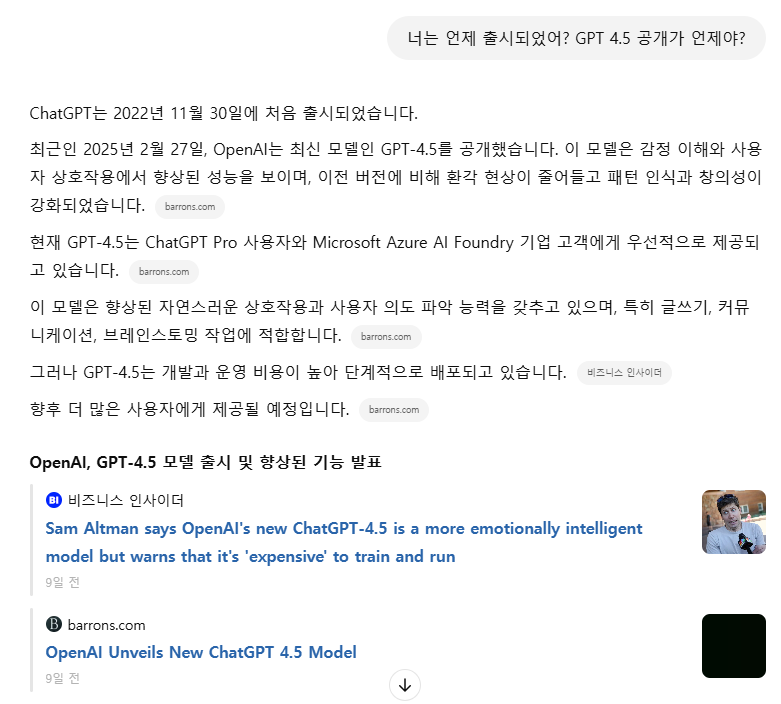 너는 언제 출시되었어? GPT 4.5 공개가 언제야?
ChatGPT는 2022년 11월 30일에 처음 출시되었습니다.
최근인 2025년 2월 27일, OpenAI는 최신 모델인 GPT-4.5를 공개했습니다. 이 모델은 감정 이해와 사용
자 상호작용에서 향상된 성능을 보이며, 이전 버전에 비해 환각 현상이 줄어들고 패턴 인식과 창의성이
강화되었습니다. barrons.com
현재 GPT-4.5는 ChatGPT Pro 사용자와 Microsoft Azure AI Foundry 기업 고객에게 우선적으로 제공되
고 있습니다. barrons.com
이 모델은 향상된 자연스러운 상호작용과 사용자 의도 파악 능력을 갖추고 있으며, 특히 글쓰기, 커뮤
니케이션, 브레인스토밍 작업에 적합합니다. barrons.com
그러나 GPT-4.5는 개발과 운영 비용이 높아 단계적으로 배포되고 있습니다. 비즈니스 인사이더
향후 더 많은 사용자에게 제공될 예정입니다. barrons.com
OpenAI, GPT-4.5 모델 출시 및 향상된 기능 발표
BI 비즈니스 인사이더
Sam Altman says OpenAI's new ChatGPT-4.5 is a more emotionally intelligent
model but warns that it's 'expensive' to train and run
9일 전
B barrons.com
OpenAI Unveils New ChatGPT 4.5 Model
9일 전